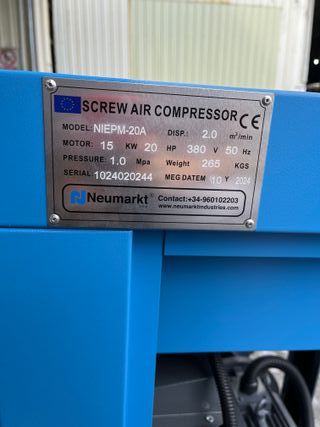 SCREW AIR COMPRESSOR CE
MODEL: NIEPM-20A DISP.: 2.0 m³/min
MOTOR: 15 KW 20 HP 380 V 50 Hz
PRESSURE: 1.0 Mpa Weight 265 KGS
SERIAL 1024020244 MEG DATEM 10 Y 2024
Neumarkt Contact:+34-960102203
www.neumarktindustries.com